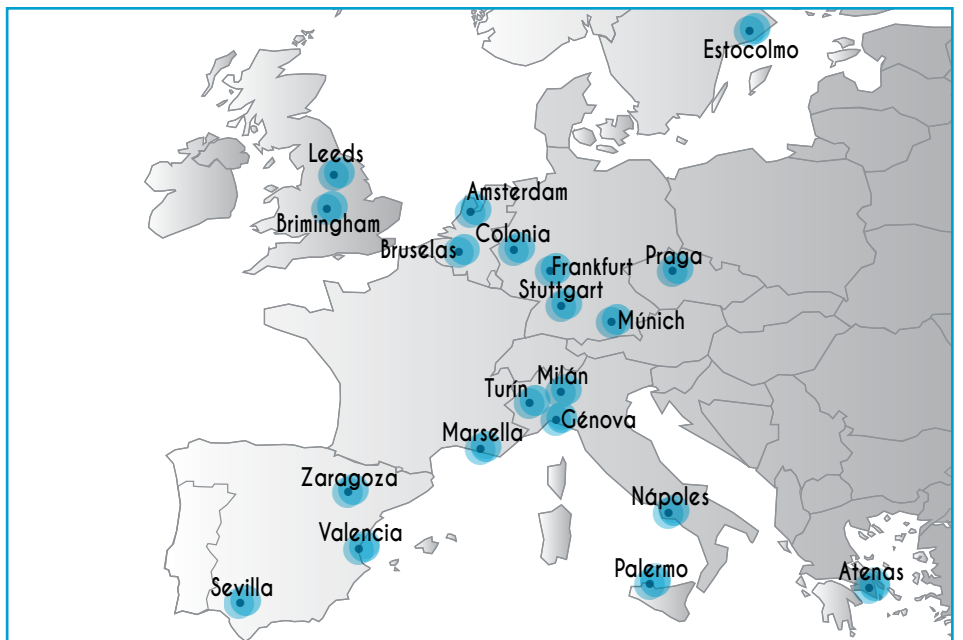 Estocolmo
Leeds
Amsterdam
Brimingham
Colonia
Bruselas
Frankfurt
Praga
Stuttgart
Múnich
Milán
Turín
Génova
Marsella
Zaragoza
Nápoles
Valencia
Palermo
Atenas
Sevilla